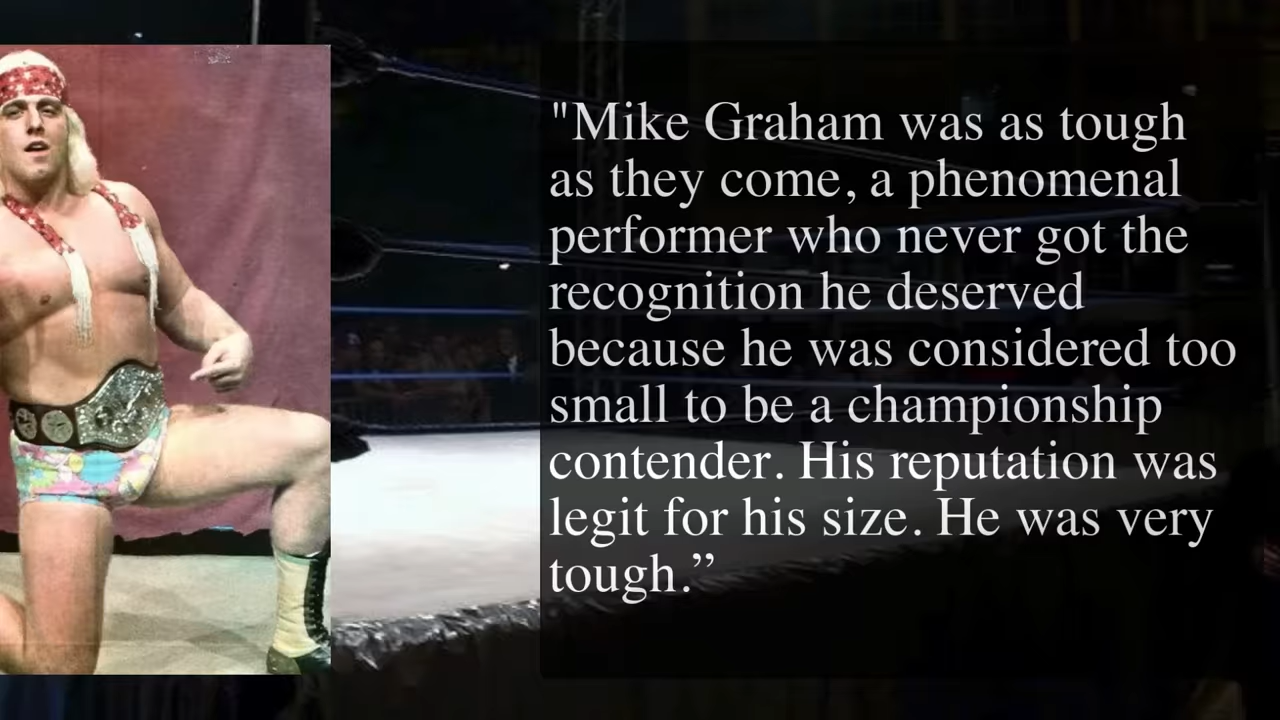 "Mike Graham was as tough
as they come, a phenomenal
performer who never got the
recognition he deserved
because he was considered too
small to be a championship
contender. His reputation was
legit for his size. He was very
tough.”